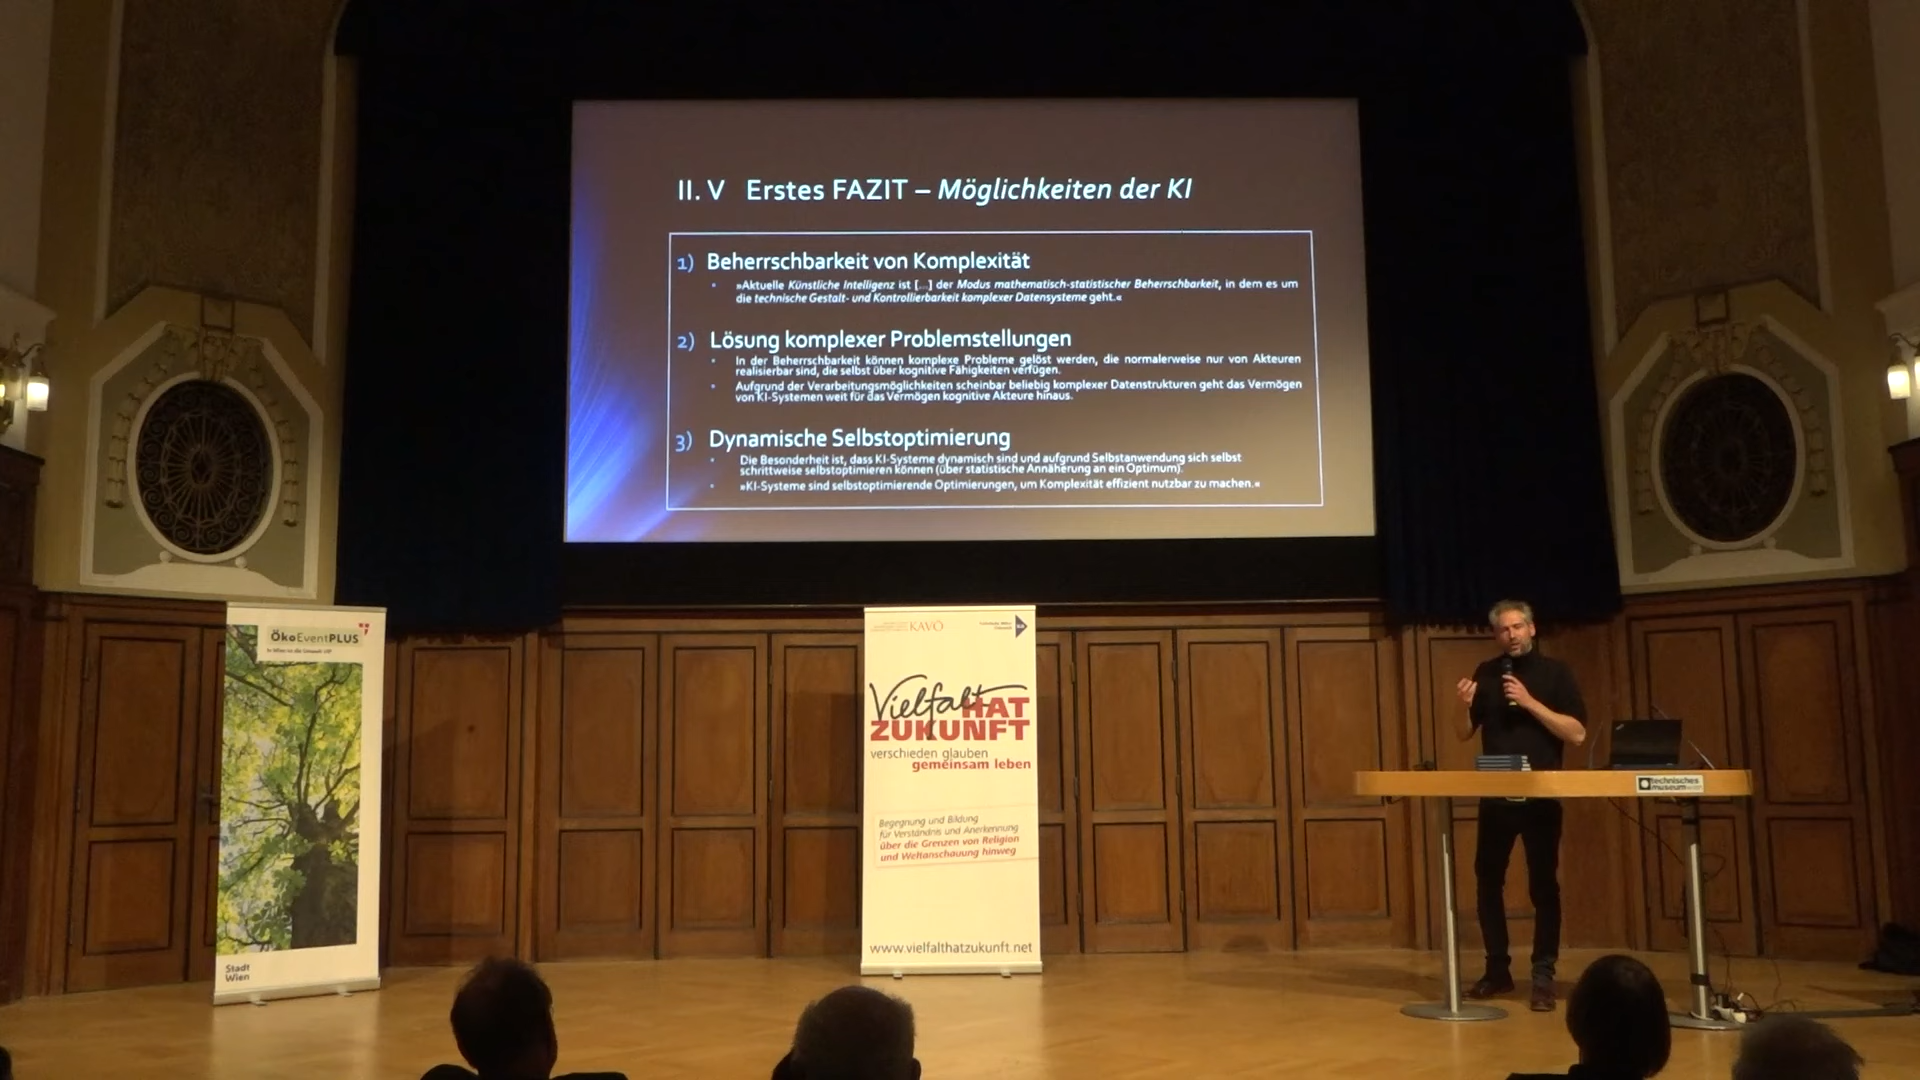 II. V Erstes FAZIT – Möglichkeiten der KI
1) Beherrschbarkeit von Komplexität
»Aktuelle Künstliche Intelligenz ist [...] der Modus mathematisch-statistischer Beherrschbarkeit, in dem es um
die technische Gestalt- und Kontrollierbarkeit komplexer Datensysteme geht.«
2) Lösung komplexer Problemstellungen
In der Beherrschbarkeit können komplexe Probleme gelöst werden, die normalerweise nur von Akteuren
realisierbar sind, die selbst über kognitive Fähigkeiten verfügen.
Aufgrund der Verarbeitungsmöglichkeiten scheinbar beliebig komplexer Datenstrukturen geht das Vermögen
von KI-Systemen weit für das Vermögen kognitive Akteure hinaus.
3) Dynamische Selbstoptimierung
Die Besonderheit ist, dass KI-Systeme dynamisch sind und aufgrund Selbstanwendung sich selbst
schrittweise selbstoptimieren können (über statistische Annäherung an ein Optimum).
»KI-Systeme sind selbstoptimierende Optimierungen, um Komplexität effizient nutzbar zu machen.«
ÖkoEventPLUS
Stadt
Wien
KAVÖ
Vielfalt HAT
ZUKUNFT
verschieden glauben
gemeinsam leben
Begegnung und Bildung
für Verständnis und Anerkennung
über die Grenzen von Religion
und Weltanschauung hinweg
www.vielfalthatzukunft.net
technisches
museum